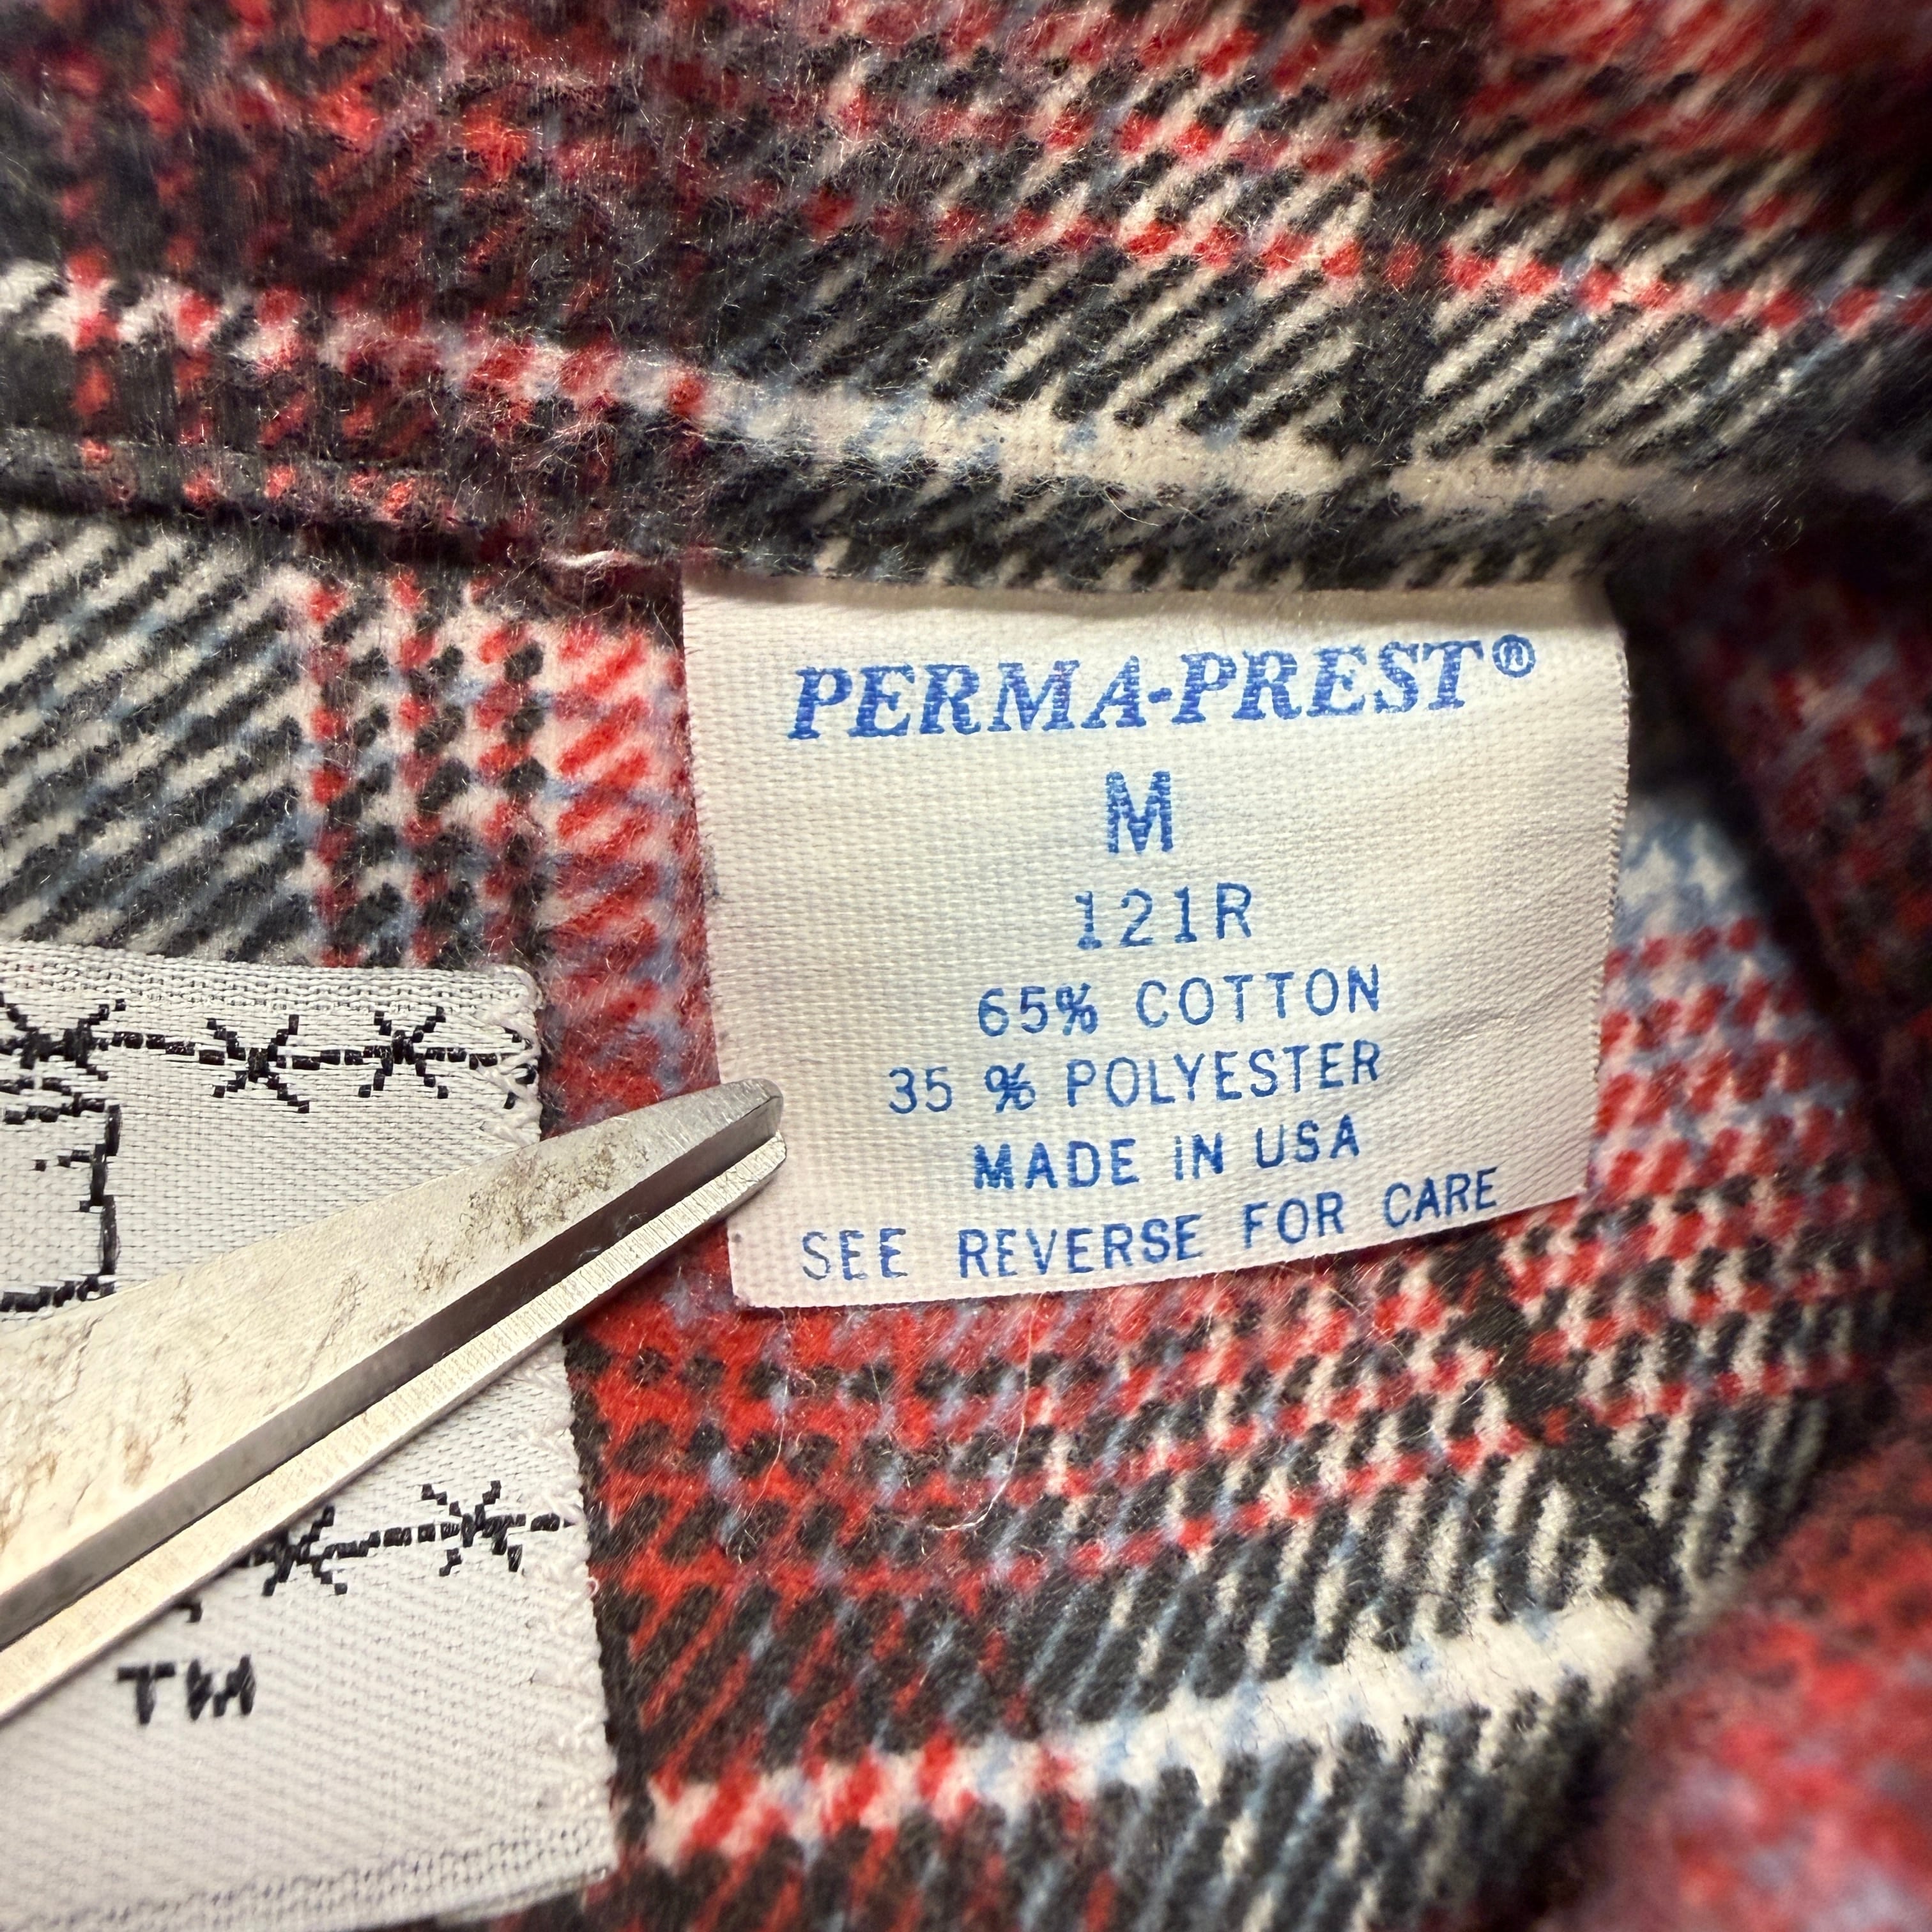 PERMA-PREST®
M
121R
65% COTTON
35 % POLYESTER
MADE IN USA
SEE REVERSE FOR CARE
TM